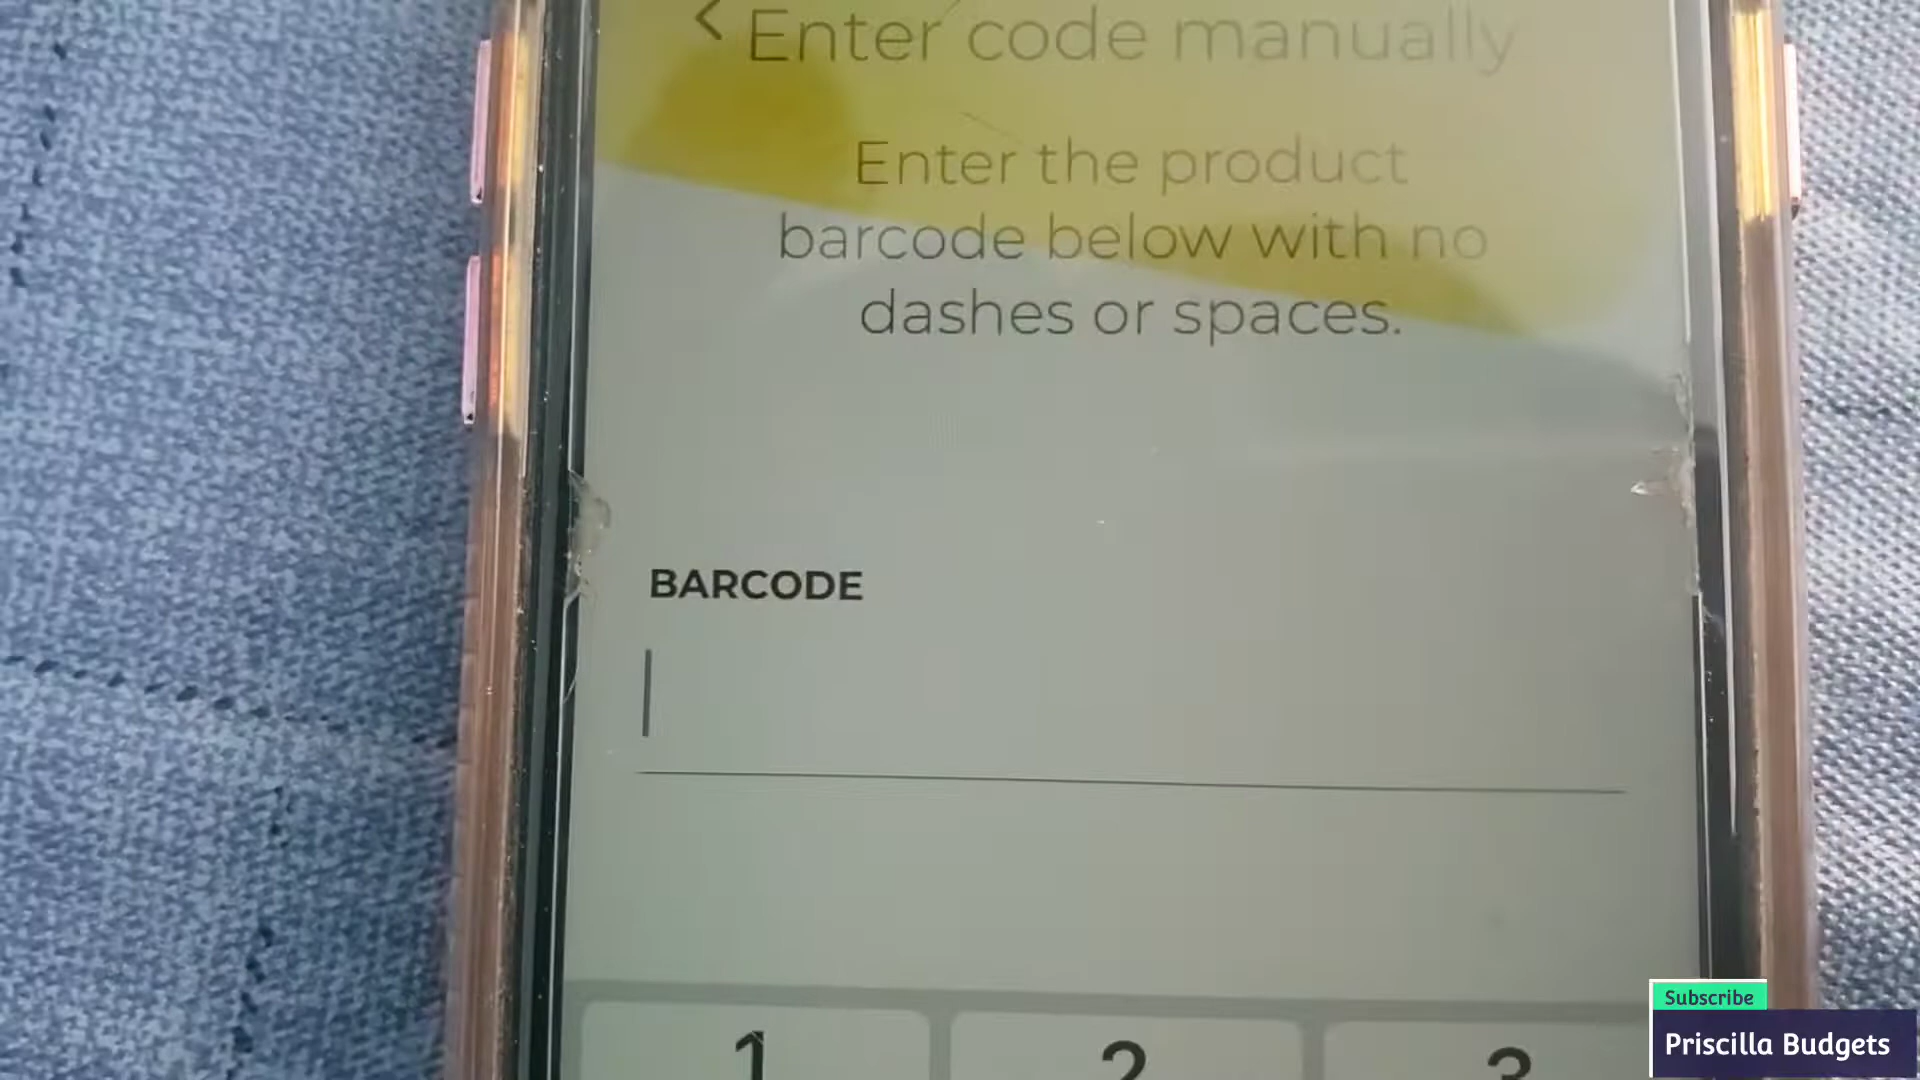 Enter code manually
Enter the product
barcode below with no
dashes or spaces.
BARCODE
1
2
3
Subscribe
Priscilla Budgets